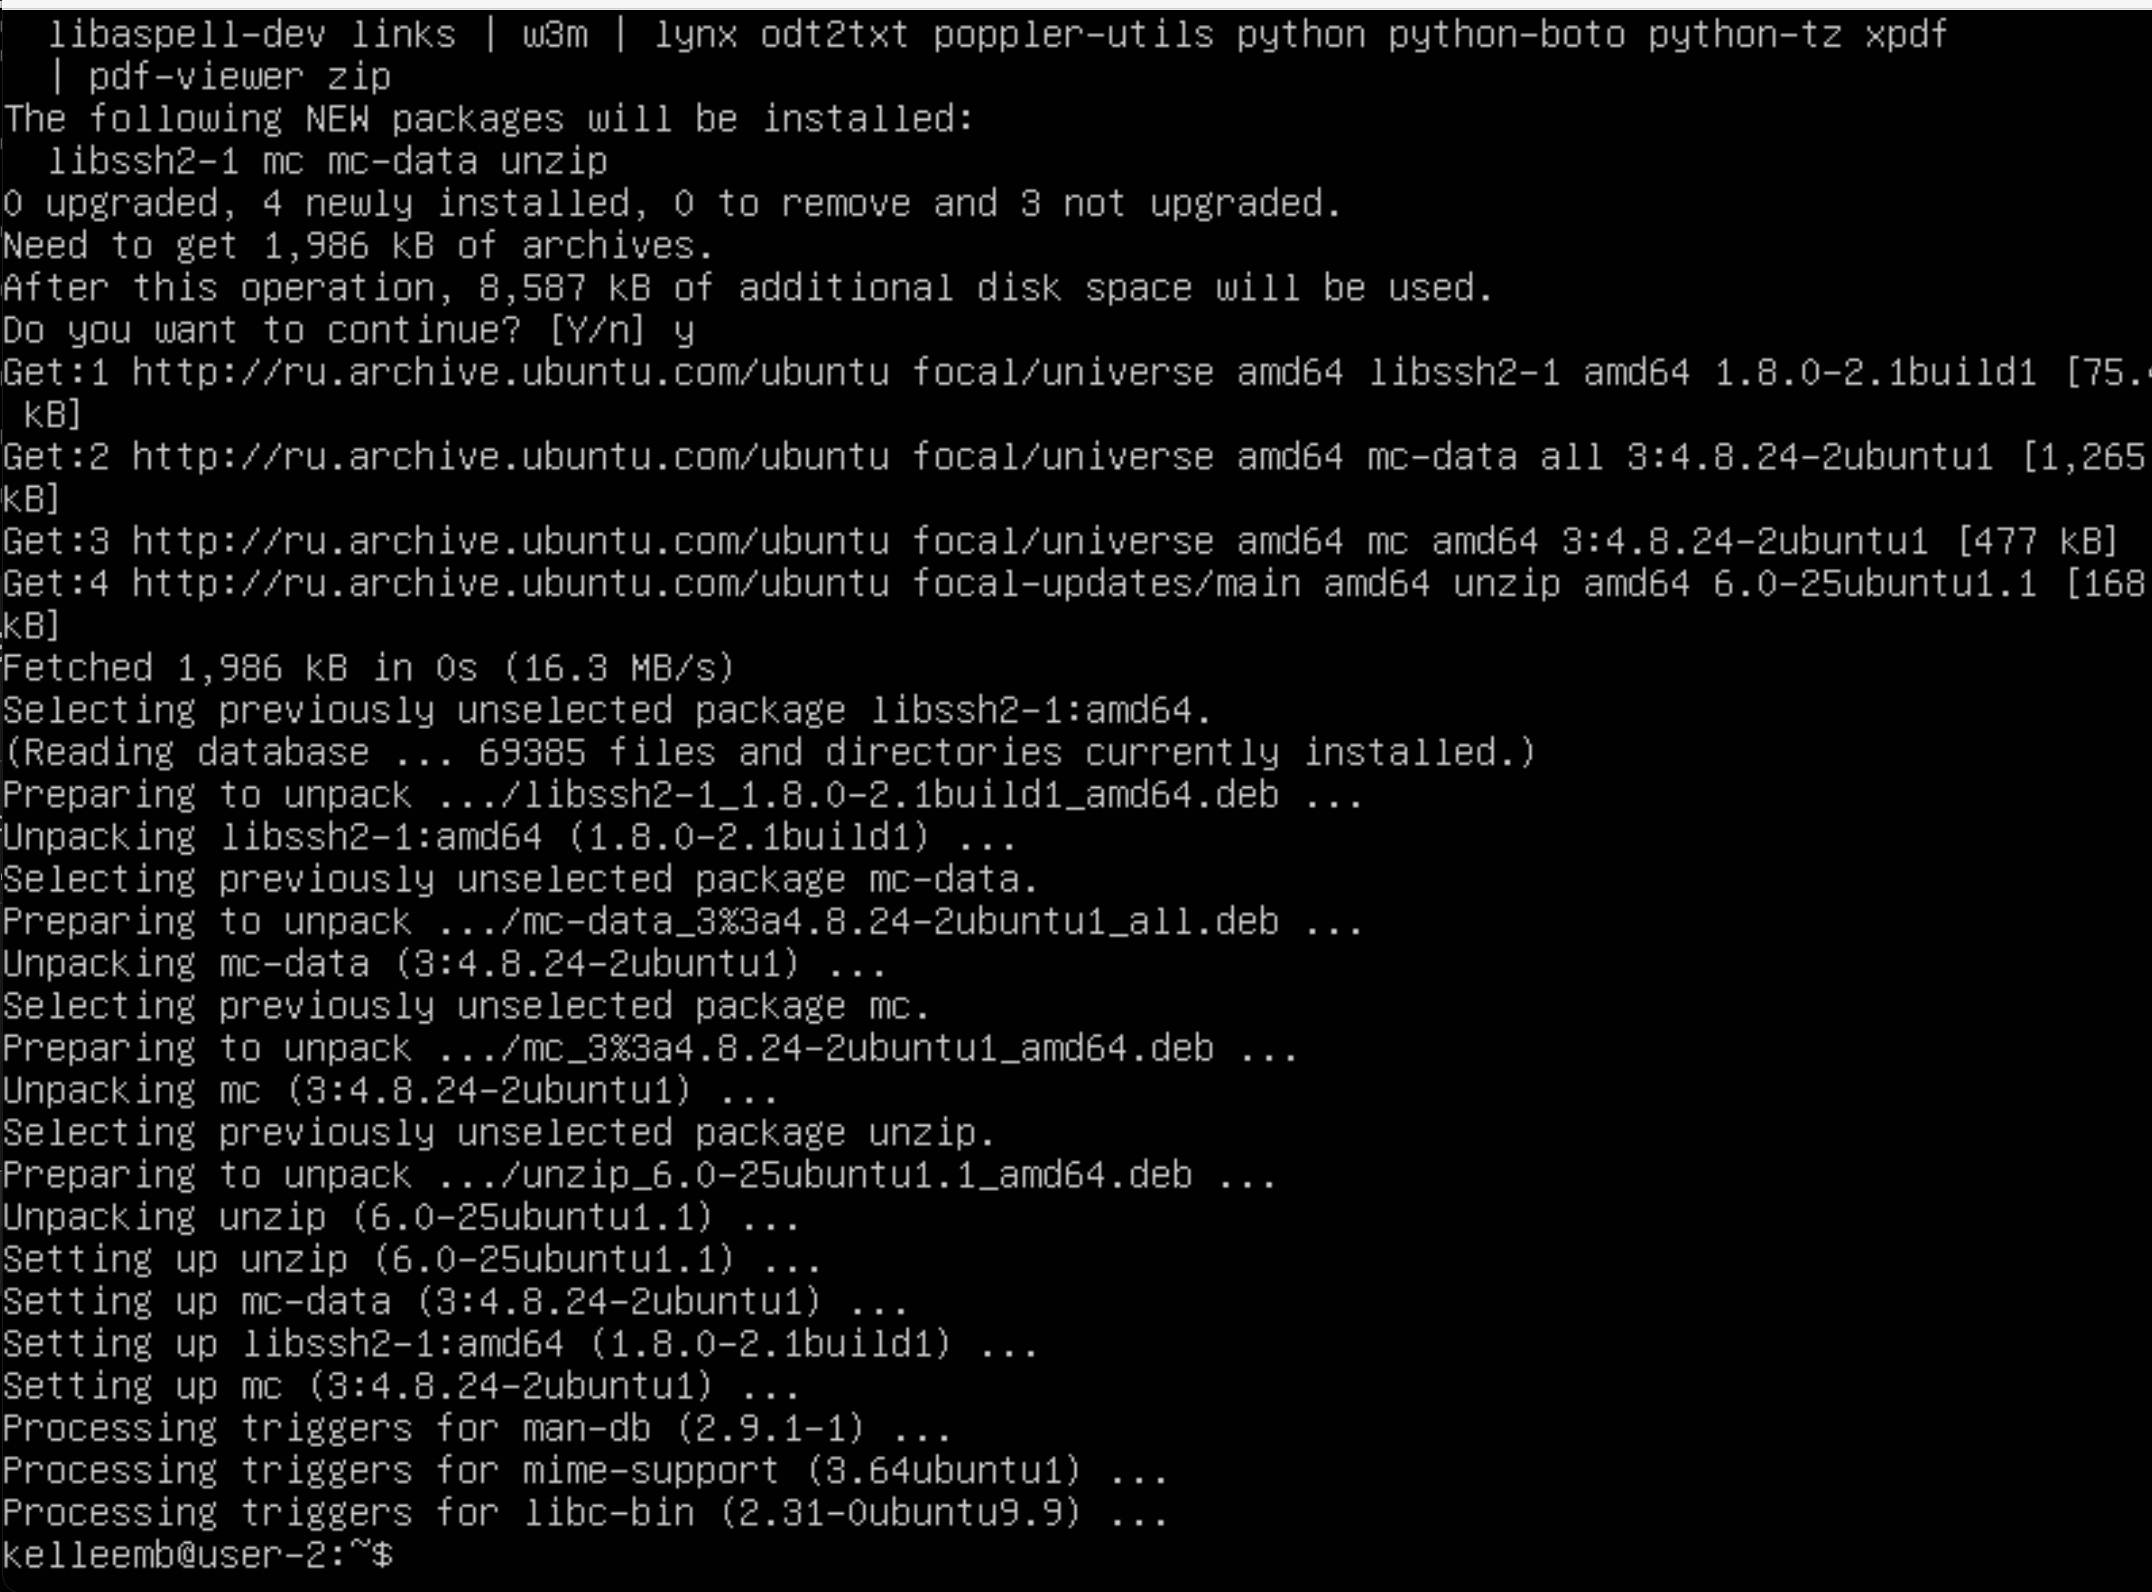 libaspell-dev links | w3m | lynx odt2txt poppler-utils python python-boto python-tz xpdf
  | pdf-viewer zip
The following NEW packages will be installed:
  libssh2-1 mc mc-data unzip
0 upgraded, 4 newly installed, 0 to remove and 3 not upgraded.
Need to get 1,986 kB of archives.
After this operation, 8,587 kB of additional disk space will be used.
Do you want to continue? [Y/n] y
Get:1 http://ru.archive.ubuntu.com/ubuntu focal/universe amd64 libssh2-1 amd64 1.8.0-2.1build1 [75.
 kB]
Get:2 http://ru.archive.ubuntu.com/ubuntu focal/universe amd64 mc-data all 3:4.8.24-2ubuntu1 [1,265
kB]
Get:3 http://ru.archive.ubuntu.com/ubuntu focal/universe amd64 mc amd64 3:4.8.24-2ubuntu1 [477 kB]
Get:4 http://ru.archive.ubuntu.com/ubuntu focal-updates/main amd64 unzip amd64 6.0-25ubuntu1.1 [168
kB]
Fetched 1,986 kB in 0s (16.3 MB/s)
Selecting previously unselected package libssh2-1:amd64.
(Reading database ... 69385 files and directories currently installed.)
Preparing to unpack .../libssh2-1_1.8.0-2.1build1_amd64.deb ...
Unpacking libssh2-1:amd64 (1.8.0-2.1build1) ...
Selecting previously unselected package mc-data.
Preparing to unpack .../mc-data_3%3a4.8.24-2ubuntu1_all.deb ...
Unpacking mc-data (3:4.8.24-2ubuntu1) ...
Selecting previously unselected package mc.
Preparing to unpack .../mc_3%3a4.8.24-2ubuntu1_amd64.deb ...
Unpacking mc (3:4.8.24-2ubuntu1) ...
Selecting previously unselected package unzip.
Preparing to unpack .../unzip_6.0-25ubuntu1.1_amd64.deb ...
Unpacking unzip (6.0-25ubuntu1.1) ...
Setting up unzip (6.0-25ubuntu1.1) ...
Setting up mc-data (3:4.8.24-2ubuntu1) ...
Setting up libssh2-1:amd64 (1.8.0-2.1build1) ...
Setting up mc (3:4.8.24-2ubuntu1) ...
Processing triggers for man-db (2.9.1-1) ...
Processing triggers for mime-support (3.64ubuntu1) ...
Processing triggers for libc-bin (2.31-0ubuntu9.9) ...
kelleemb@user-2:~$